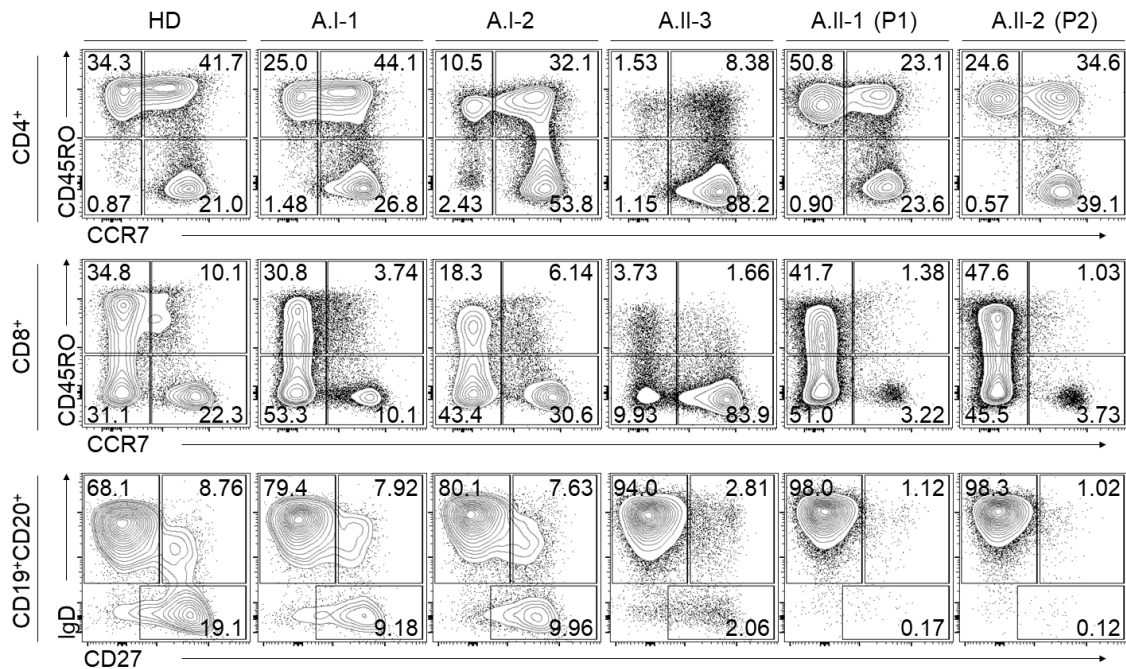 HD A.I-1 A.I-2 A.II-3 A.II-1 (P1) A.II-2 (P2)
CD4+
CD45RO
34.3 41.7 25.0 44.1 10.5 32.1 1.53 8.38 50.8 23.1 24.6 34.6
0.87 21.0 1.48 26.8 2.43 53.8 1.15 88.2 0.90 23.6 0.57 39.1
CCR7
CD8+
CD45RO
34.8 10.1 30.8 3.74 18.3 6.14 3.73 1.66 41.7 1.38 47.6 1.03
31.1 22.3 53.3 10.1 43.4 30.6 9.93 83.9 51.0 3.22 45.5 3.73
CCR7
CD19+CD20+
IgD
68.1 8.76 79.4 7.92 80.1 7.63 94.0 2.81 98.0 1.12 98.3 1.02
19.1 9.18 9.96 2.06 0.17 0.12
CD27